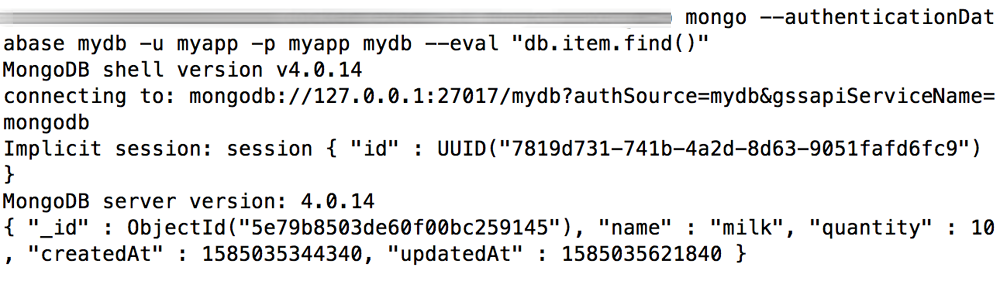 mongo --authenticationDat
abase mydb -u myapp -p myapp mydb --eval "db.item.find()"
MongoDB shell version v4.0.14
connecting to: mongodb://127.0.0.1:27017/mydb?authSource=mydb&gssapiServiceName=
mongodb
Implicit session: session { "id" : UUID("7819d731-741b-4a2d-8d63-9051fafd6fc9")
}
MongoDB server version: 4.0.14
{ "_id" : ObjectId("5e79b8503de60f00bc259145"), "name" : "milk", "quantity" : 10
, "createdAt" : 1585035344340, "updatedAt" : 1585035621840 }